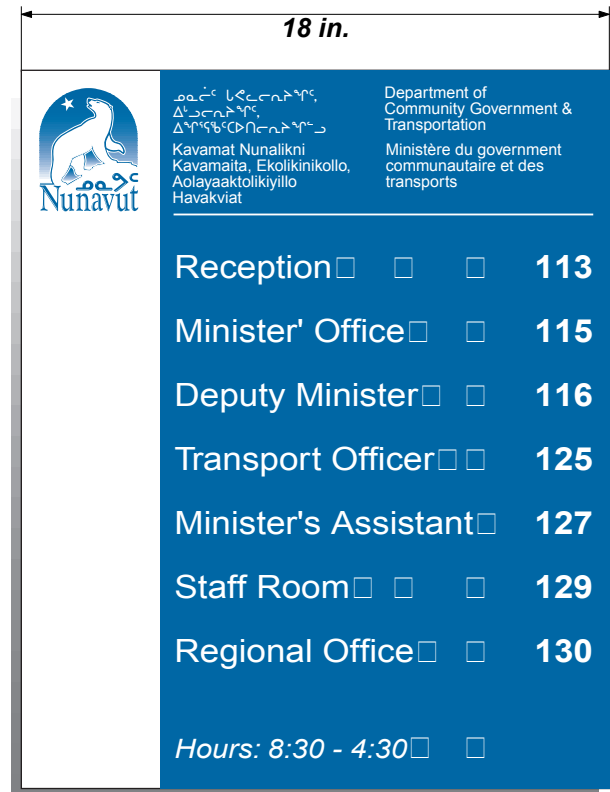 18 in.
ᓄᓇᕗᑦ
Nunavut
ᐃᖏᕐᕋᖃᑦᑕᐅᑎᓕᕆᔨᖏᓪᓗ
Kavamat Nunalikni
Kavamaita, Ekolikinikollo,
Aolayaaktolikiyillo
Havakviat
Department of
Community Government &
Transportation
Ministère du government
communautaire et des
transports
Reception 113
Minister' Office 115
Deputy Minister 116
Transport Officer 125
Minister's Assistant 127
Staff Room 129
Regional Office 130
Hours: 8:30 - 4:30